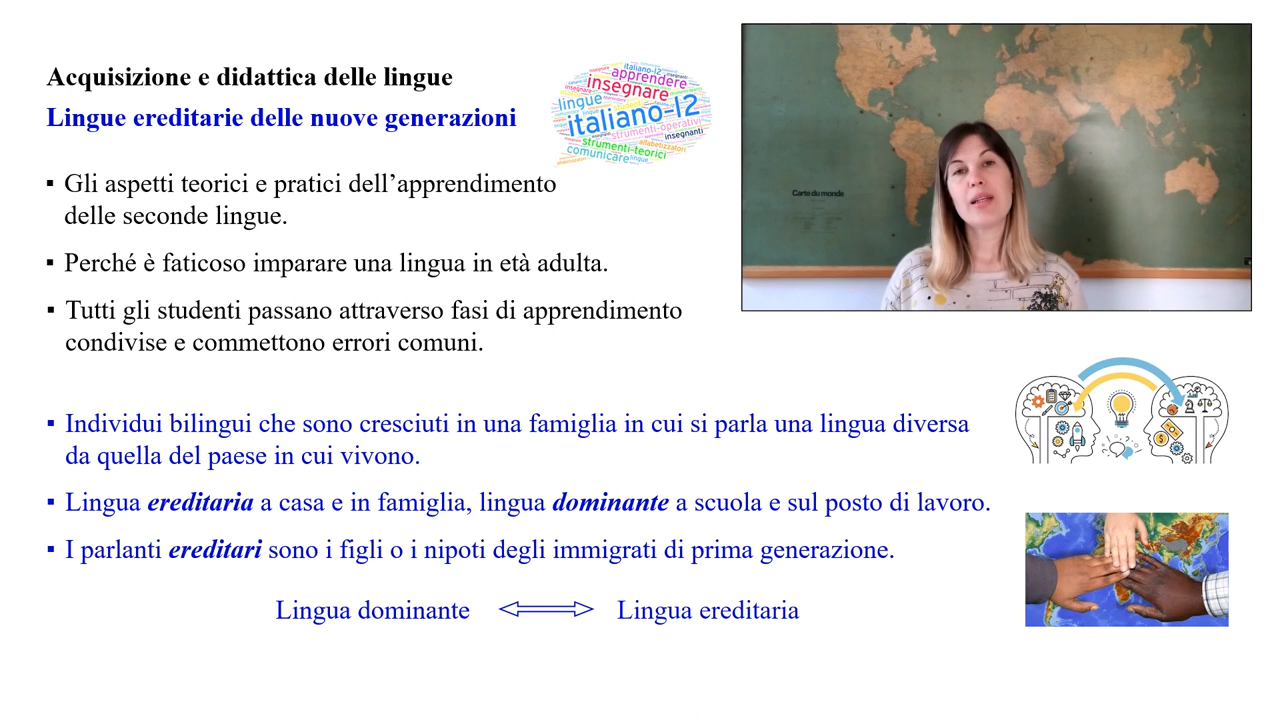 Acquisizione e didattica delle lingue
Lingue ereditarie delle nuove generazioni
italiano-l2
apprendere
insegnare
lingue
italiano-l2
strumenti-operativi
insegnanti
strumenti-teorici
alfabetizzatori
comunicare
lingue
▪ Gli aspetti teorici e pratici dell’apprendimento
delle seconde lingue.
▪ Perché è faticoso imparare una lingua in età adulta.
▪ Tutti gli studenti passano attraverso fasi di apprendimento
condivise e commettono errori comuni.
Carte du monde
▪ Individui bilingui che sono cresciuti in una famiglia in cui si parla una lingua diversa
da quella del paese in cui vivono.
▪ Lingua ereditaria a casa e in famiglia, lingua dominante a scuola e sul posto di lavoro.
▪ I parlanti ereditari sono i figli o i nipoti degli immigrati di prima generazione.
Lingua dominante Lingua ereditaria